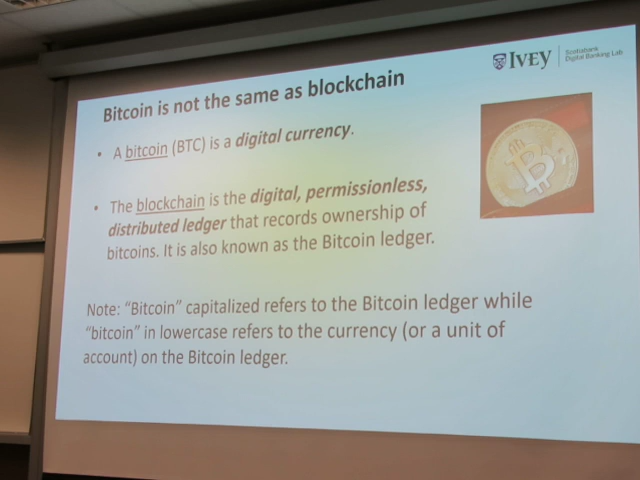 IVEY
Scotiabank
Digital Banking Lab
Bitcoin is not the same as blockchain
• A bitcoin (BTC) is a digital currency.
• The blockchain is the digital, permissionless,
distributed ledger that records ownership of
bitcoins. It is also known as the Bitcoin ledger.
Note: “Bitcoin” capitalized refers to the Bitcoin ledger while
“bitcoin” in lowercase refers to the currency (or a unit of
account) on the Bitcoin ledger.